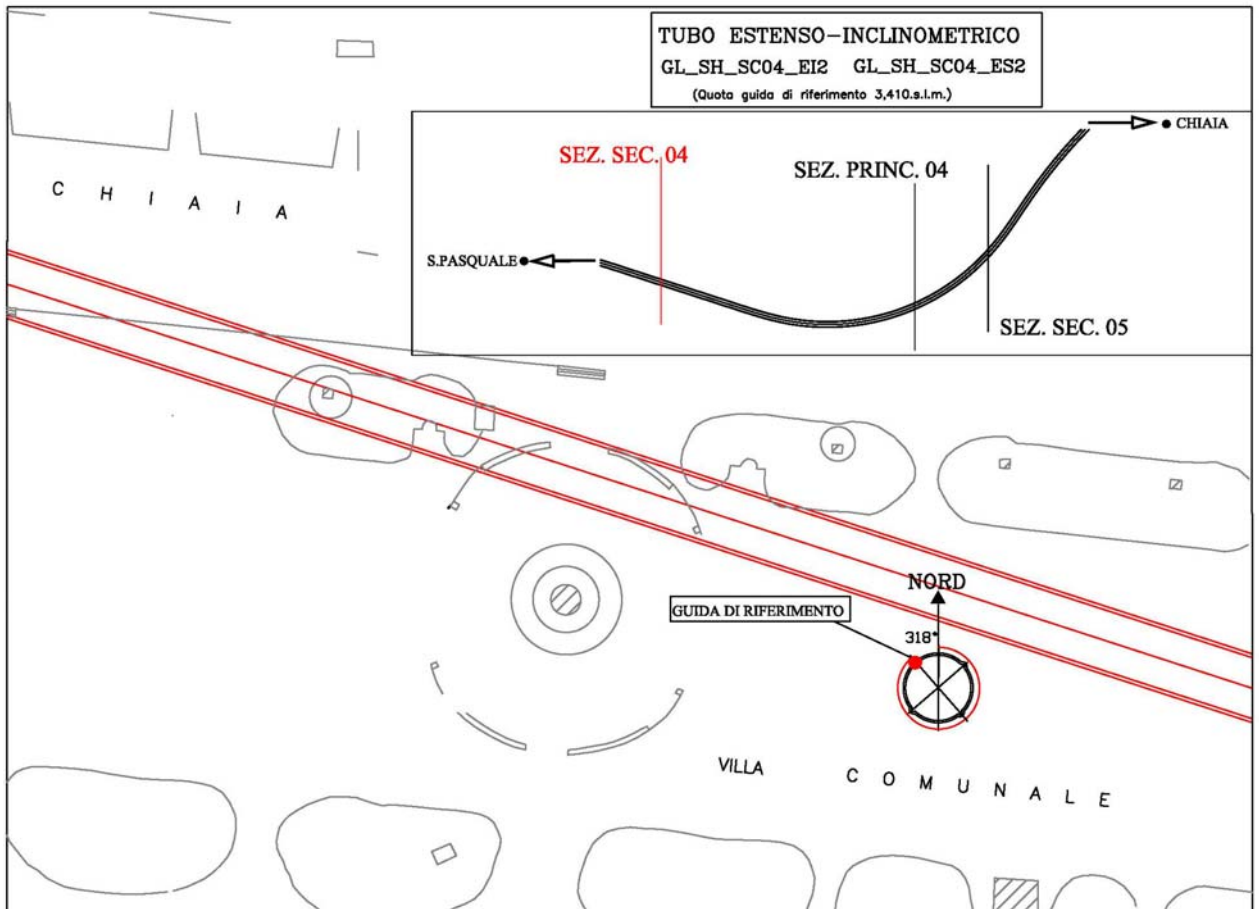 TUBO ESTENSO-INCLINOMETRICO
GL_SH_SC04_EI2 GL_SH_SC04_ES2
(Quota guida di riferimento 3,410.s.l.m.)
CHIAIA
SEZ. SEC. 04
SEZ. PRINC. 04
C H I A I A
S.PASQUALE
SEZ. SEC. 05
NORD
GUIDA DI RIFERIMENTO
318°
VILLA C O M U N A L E